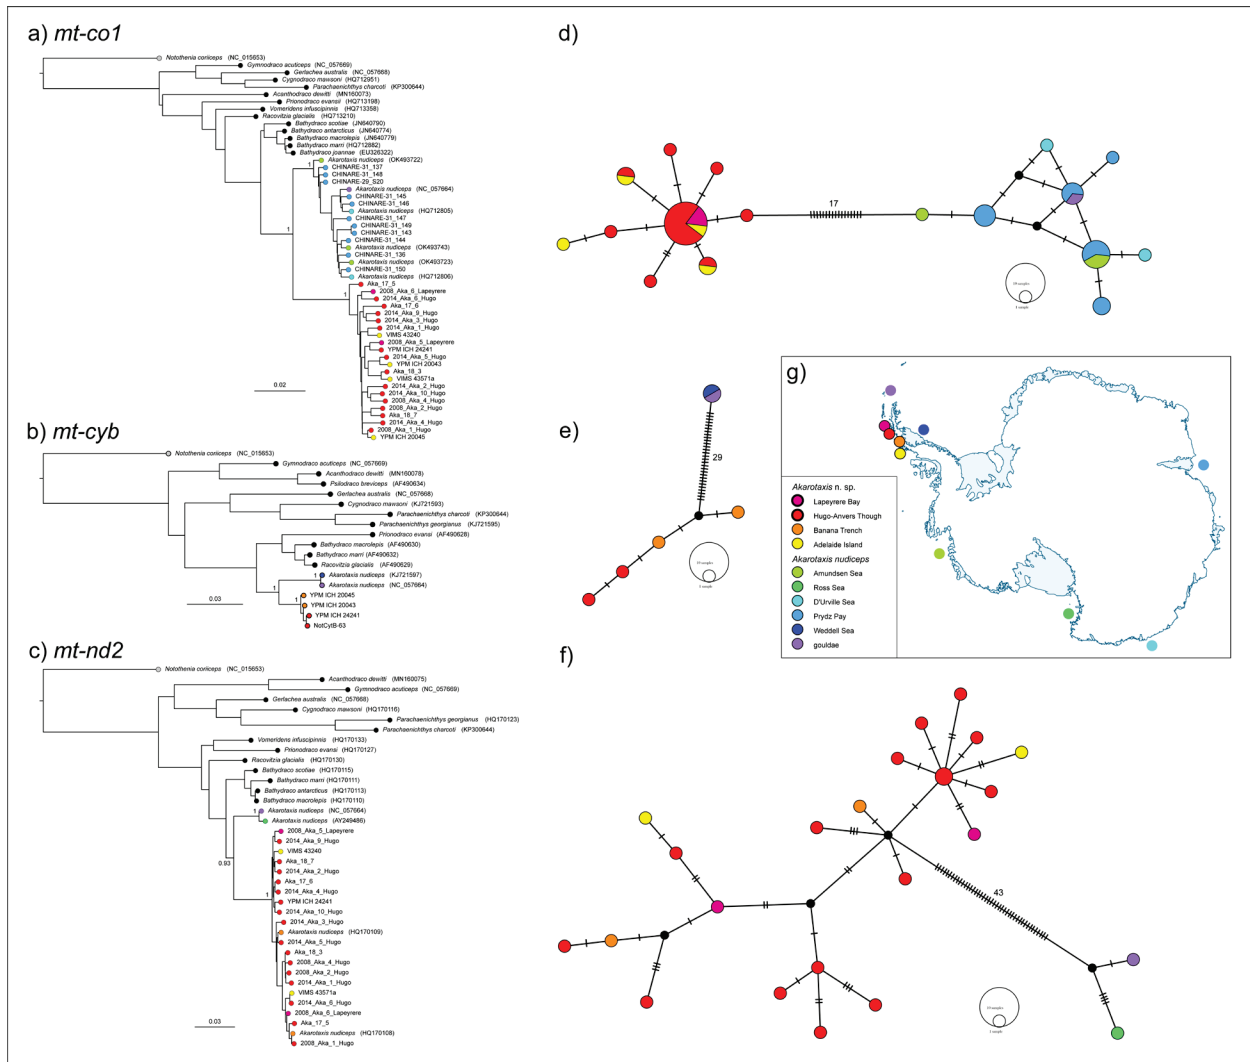 a) mt-co1
Notothenia coriiceps (NC_015653)
Gymnodraco acuticeps (NC_057669)
Gerlachea australis (NC_057668)
Cygnodraco mawsoni (HQ712951)
Parachaenichthys charcoti (KP300644)
Acanthodraco dewitti (MN160073)
Prionodraco evansii (HQ713198)
Vomeridens infuscipinnis (HQ713358)
Racovitzia glacialis (HQ713210)
Bathydraco scotiae (JN640790)
Bathydraco antarcticus (JN640774)
Bathydraco macrolepis (JN640779)
Bathydraco marri (HQ712882)
Bathydraco joannae (EU326322)
Akarotaxis nudiceps (OK493722)
1
CHINARE-31_137
CHINARE-31_148
CHINARE-29_S20
Akarotaxis nudiceps (NC_057664)
CHINARE-31_145
CHINARE-31_146
Akarotaxis nudiceps (HQ712805)
CHINARE-31_147
CHINARE-31_149
CHINARE-31_143
1
CHINARE-31_144
Akarotaxis nudiceps (OK493743)
CHINARE-31_136
Akarotaxis nudiceps (OK493723)
CHINARE-31_150
Akarotaxis nudiceps (HQ712806)
Aka_17_5
2008_Aka_6_Lapeyrere
1
2014_Aka_6_Hugo
Aka_17_6
2014_Aka_9_Hugo
2014_Aka_3_Hugo
2014_Aka_1_Hugo
VIMS 43240
2008_Aka_5_Lapeyrere
YPM ICH 24241
2014_Aka_5_Hugo
YPM ICH 20043
Aka_18_3
VIMS 43571a
2014_Aka_2_Hugo
2014_Aka_10_Hugo
2008_Aka_4_Hugo
2008_Aka_2_Hugo
Aka_18_7
2014_Aka_4_Hugo
2008_Aka_1_Hugo
YPM ICH 20045
0.02
b) mt-cyb
Notothenia coriiceps (NC_015653)
Gymnodraco acuticeps (NC_057669)
Acanthodraco dewitti (MN160078)
Psilodraco breviceps (AF490634)
Gerlachea australis (NC_057668)
Cygnodraco mawsoni (KJ721593)
Parachaenichthys charcoti (KP300644)
Parachaenichthys georgianus (KJ721595)
Prionodraco evansi (AF490628)
Bathydraco macrolepis (AF490630)
Bathydraco marri (AF490632)
Racovitzia glacialis (AF490629)
1
Akarotaxis nudiceps (KJ721597)
Akarotaxis nudiceps (NC_057664)
1
YPM ICH 20045
1
YPM ICH 20043
YPM ICH 24241
NotCytB-63
0.03
c) mt-nd2
Notothenia coriiceps (NC_015653)
Acanthodraco dewitti (MN160075)
Gymnodraco acuticeps (NC_057669)
Gerlachea australis (NC_057668)
Cygnodraco mawsoni (HQ170116)
Parachaenichthys georgianus (HQ170123)
Parachaenichthys charcoti (KP300644)
Vomeridens infuscipinnis (HQ170133)
Prionodraco evansi (HQ170127)
Racovitzia glacialis (HQ170130)
Bathydraco scotiae (HQ170115)
Bathydraco marri (HQ170111)
Bathydraco antarcticus (HQ170113)
Bathydraco macrolepis (HQ170110)
1
Akarotaxis nudiceps (NC_057664)
Akarotaxis nudiceps (AY249486)
2008_Aka_5_Lapeyrere
2014_Aka_9_Hugo
VIMS 43240
0.93
Aka_18_7
2014_Aka_2_Hugo
Aka_17_6
2014_Aka_4_Hugo
1
YPM ICH 24241
2014_Aka_10_Hugo
2014_Aka_3_Hugo
Akarotaxis nudiceps (HQ170109)
2014_Aka_5_Hugo
Aka_18_3
2008_Aka_4_Hugo
2008_Aka_2_Hugo
2014_Aka_1_Hugo
VIMS 43571a
2014_Aka_6_Hugo
2008_Aka_6_Lapeyrere
Aka_17_5
Akarotaxis nudiceps (HQ170108)
2008_Aka_1_Hugo
0.03
d)
17
10 samples
1 sample
e)
29
10 samples
1 sample
g)
Akarotaxis n. sp.
Lapeyrere Bay
Hugo-Anvers Though
Banana Trench
Adelaide Island
Akarotaxis nudiceps
Amundsen Sea
Ross Sea
D'Urville Sea
Prydz Pay
Weddell Sea
gouldae
f)
43
10 samples
1 sample